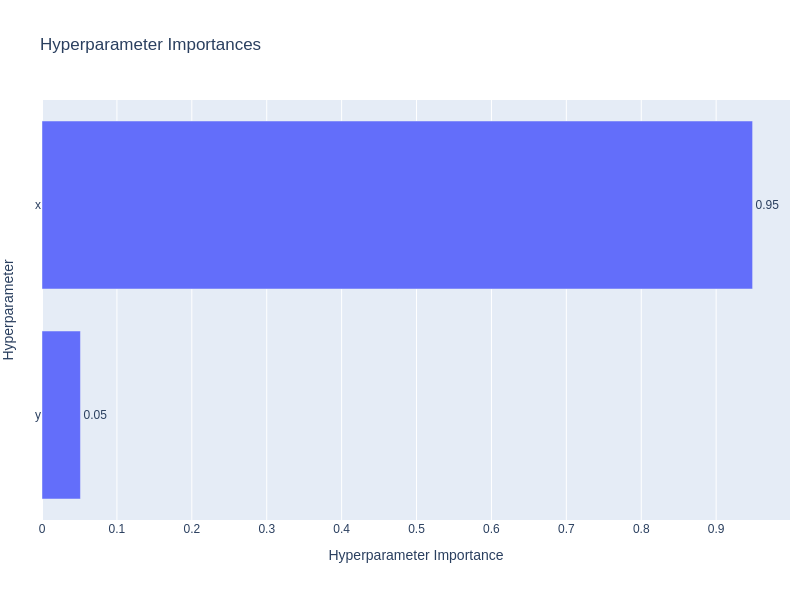 Hyperparameter Importances
Hyperparameter
x
0.95
y
0.05
0 0.1 0.2 0.3 0.4 0.5 0.6 0.7 0.8 0.9
Hyperparameter Importance